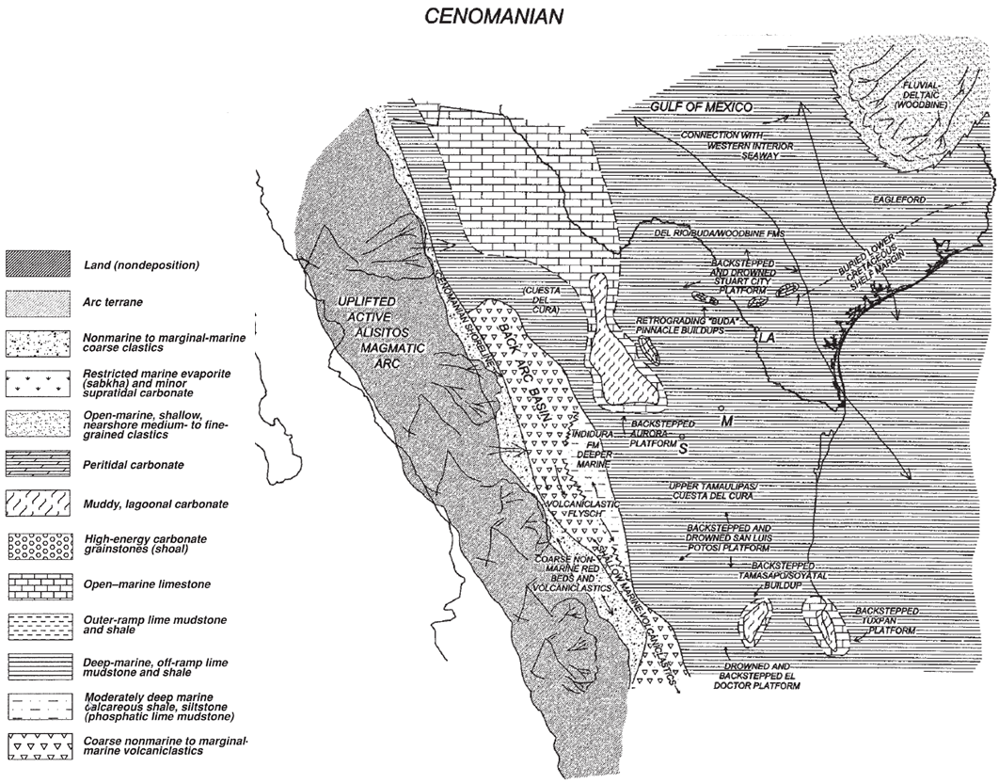 CENOMANIAN
Land (nondeposition)
Arc terrane
Nonmarine to marginal-marine
coarse clastics
Restricted marine evaporite
(sabkha) and minor
supratidal carbonate
Open-marine, shallow,
nearshore medium- to fine-
grained clastics
Peritidal carbonate
Muddy, lagoonal carbonate
High-energy carbonate
grainstones (shoal)
Open–marine limestone
Outer-ramp lime mudstone
and shale
Deep-marine, off-ramp lime
mudstone and shale
Moderately deep marine
calcareous shale, siltstone
(phosphatic lime mudstone)
Coarse nonmarine to marginal-
marine volcaniclastics
FLUVIAL
DELTAIC
(WOODBINE)
GULF OF MEXICO
CONNECTION WITH
WESTERN INTERIOR
SEAWAY
EAGLEFORD
DEL RIO/BUDA/WOODBINE FMS
BURIED LOWER
CRETACEOUS
SHELF MARGIN
BACKSTEPPED
AND DROWNED
STUART CITY
PLATFORM
RETROGRADING "BUDA"
PINNACLE BUILDUPS
LA
(CUESTA
DEL
CURA)
UPLIFTED
ACTIVE
ALISITOS
MAGMATIC
ARC
CENOMANIAN SHORELINE
BACK ARC BASIN
BACKSTEPPED
AURORA
PLATFORM
M
S
INDIDURA
FM
DEEPER
MARINE
VOLCANICLASTIC
FLYSCH
UPPER TAMAULIPAS/
CUESTA DEL CURA
BACKSTEPPED AND
DROWNED SAN LUIS
POTOSI PLATFORM
COARSE NON-
MARINE RED
BEDS AND
VOLCANICLASTICS
SHALLOW MARINE VOLCANICLASTICS
BACKSTEPPED
TAMASAPO/SOYATAL
BUILDUP
BACKSTEPPED
TUXPAN
PLATFORM
DROWNED AND
BACKSTEPPED EL
DOCTOR PLATFORM